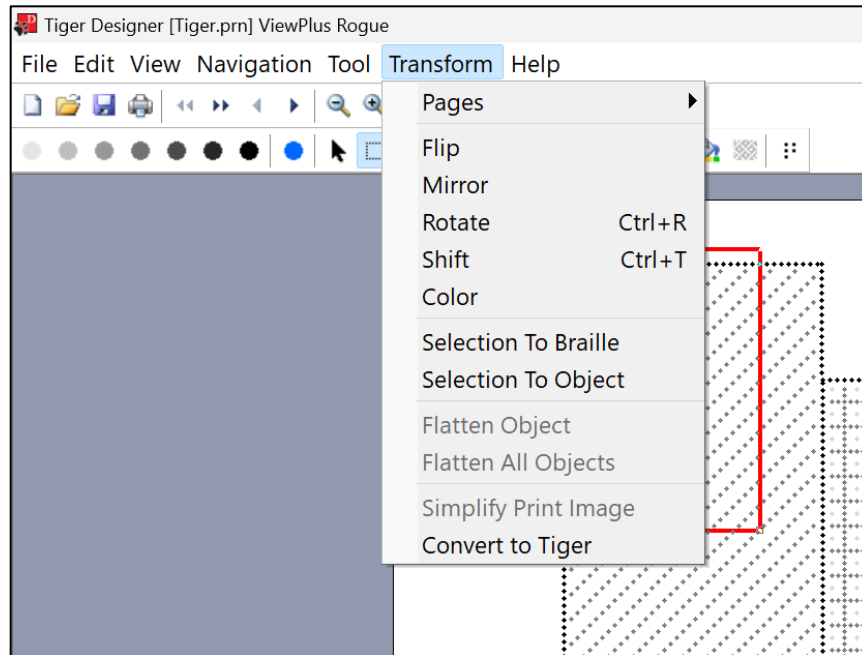 Tiger Designer [Tiger.prn] ViewPlus Rogue
File Edit View Navigation Tool Transform Help
Pages
Flip
Mirror
Rotate Ctrl+R
Shift Ctrl+T
Color
Selection To Braille
Selection To Object
Flatten Object
Flatten All Objects
Simplify Print Image
Convert to Tiger